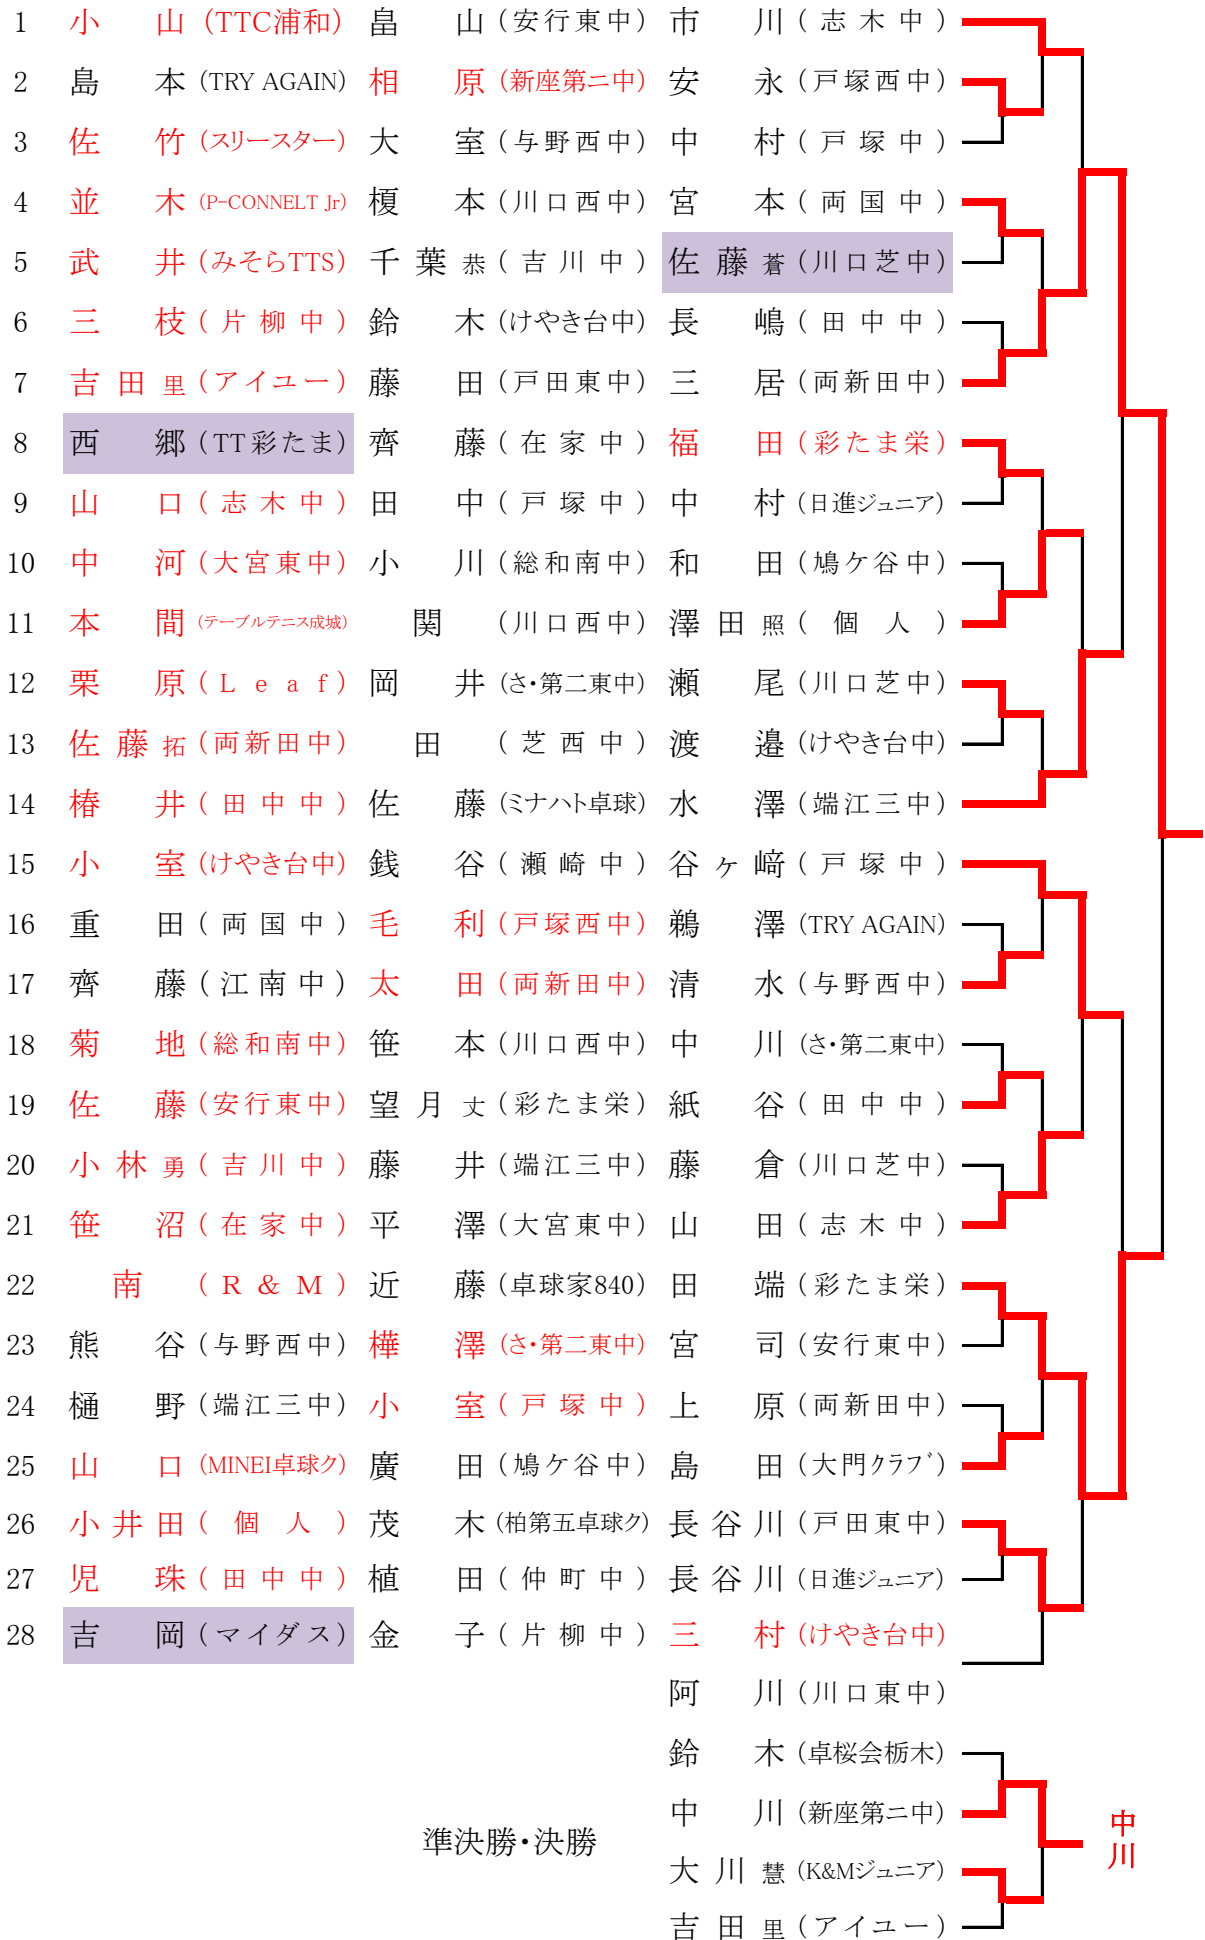 1 小山 (TTC浦和) 畠山 (安行東中) 市川 (志木中)
2 島本 (TRY AGAIN) 相原 (新座第二中) 安永 (戸塚西中)
3 佐竹 (スリースター) 大室 (与野西中) 中村 (戸塚中)
4 並木 (P-CONNELT Jr) 榎本 (川口西中) 宮本 (両国中)
5 武井 (みそらTTS) 千葉恭 (吉川中) 佐藤蒼 (川口芝中)
6 三枝 (片柳中) 鈴木 (けやき台中) 長嶋 (田中中)
7 吉田里 (アイユー) 藤田 (戸田東中) 三居 (両新田中)
8 西郷 (TT彩たま) 齊藤 (在家中) 福田 (彩たま栄)
9 山口 (志木中) 田中 (戸塚中) 中村 (日進ジュニア)
10 中河 (大宮東中) 小川 (総和南中) 和田 (鳩ケ谷中)
11 本間 (テーブルテニス成城) 関 (川口西中) 澤田照 (個人)
12 栗原 (Leaf) 岡井 (さ・第二東中) 瀬尾 (川口芝中)
13 佐藤拓 (両新田中) 田 (芝西中) 渡邉 (けやき台中)
14 椿井 (田中中) 佐藤 (ミナハト卓球) 水澤 (端江三中)
15 小室 (けやき台中) 銭谷 (瀬崎中) 谷ヶ﨑 (戸塚中)
16 重田 (両国中) 毛利 (戸塚西中) 鵜澤 (TRY AGAIN)
17 齊藤 (江南中) 太田 (両新田中) 清水 (与野西中)
18 菊地 (総和南中) 笹本 (川口西中) 中川 (さ・第二東中)
19 佐藤 (安行東中) 望月丈 (彩たま栄) 紙谷 (田中中)
20 小林勇 (吉川中) 藤井 (端江三中) 藤倉 (川口芝中)
21 笹沼 (在家中) 平澤 (大宮東中) 山田 (志木中)
22 南 (R&M) 近藤 (卓球家840) 田端 (彩たま栄)
23 熊谷 (与野西中) 樺澤 (さ・第二東中) 宮司 (安行東中)
24 樋野 (端江三中) 小室 (戸塚中) 上原 (両新田中)
25 山口 (MINEI卓球ク) 廣田 (鳩ケ谷中) 島田 (大門クラブ)
26 小井田 (個人) 茂木 (柏第五卓球ク) 長谷川 (戸田東中)
27 児珠 (田中中) 植田 (仲町中) 長谷川 (日進ジュニア)
28 吉岡 (マイダス) 金子 (片柳中) 三村 (けやき台中)
阿川 (川口東中)
鈴木 (卓桜会栃木)
中川 (新座第二中)
準決勝・決勝
中川
大川慧 (K&Mジュニア)
吉田里 (アイユー)